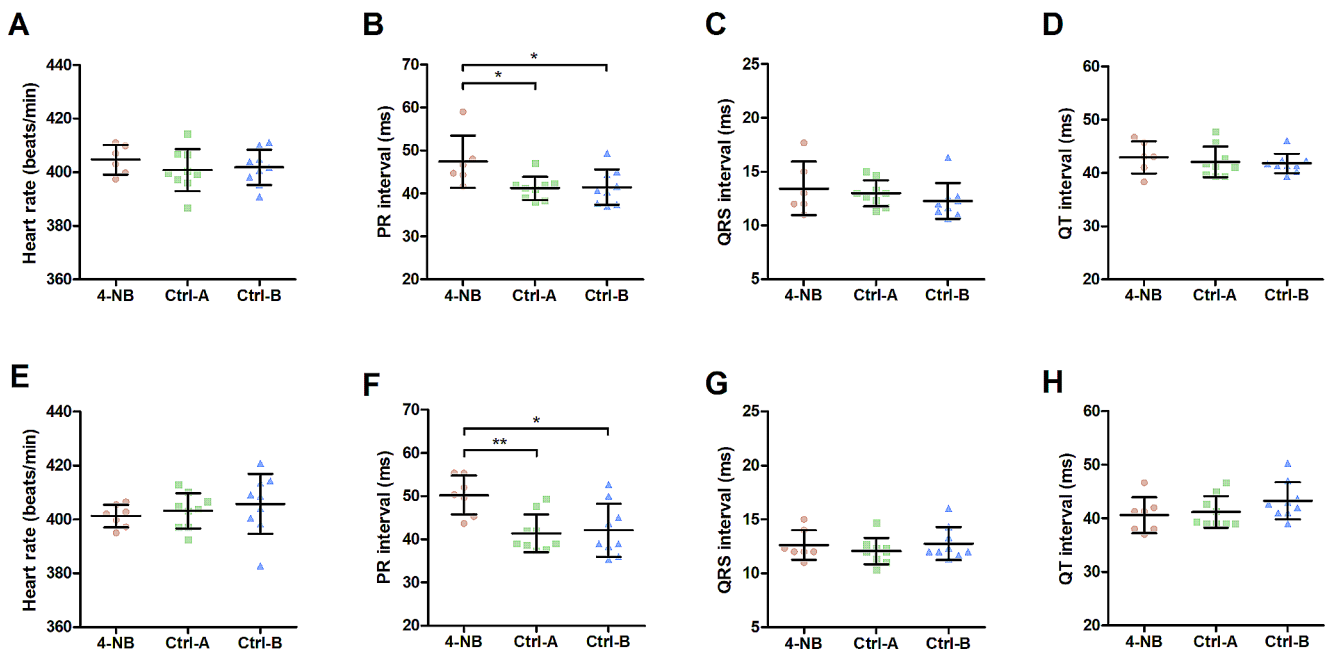 A
Heart rate (beats/min)
440
420
400
380
360
4-NB
Ctrl-A
Ctrl-B
B
PR interval (ms)
70
60
50
40
30
20
*
*
4-NB
Ctrl-A
Ctrl-B
C
QRS interval (ms)
25
20
15
10
5
4-NB
Ctrl-A
Ctrl-B
D
QT interval (ms)
60
50
40
30
20
4-NB
Ctrl-A
Ctrl-B
E
Heart rate (beats/min)
440
420
400
380
360
4-NB
Ctrl-A
Ctrl-B
F
PR interval (ms)
70
60
50
40
30
20
*
**
4-NB
Ctrl-A
Ctrl-B
G
QRS interval (ms)
25
20
15
10
5
4-NB
Ctrl-A
Ctrl-B
H
QT interval (ms)
60
50
40
30
20
4-NB
Ctrl-A
Ctrl-B